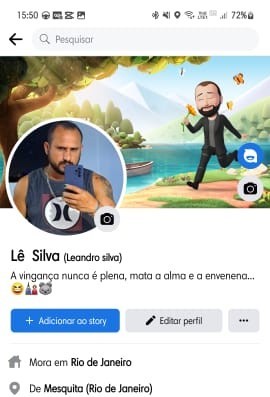 15:50
72%
Pesquisar
Lê Silva (Leandro silva)
A vingança nunca é plena, mata a alma e a envenena...
+ Adicionar ao story
Editar perfil
Mora em Rio de Janeiro
De Mesquita (Rio de Janeiro)